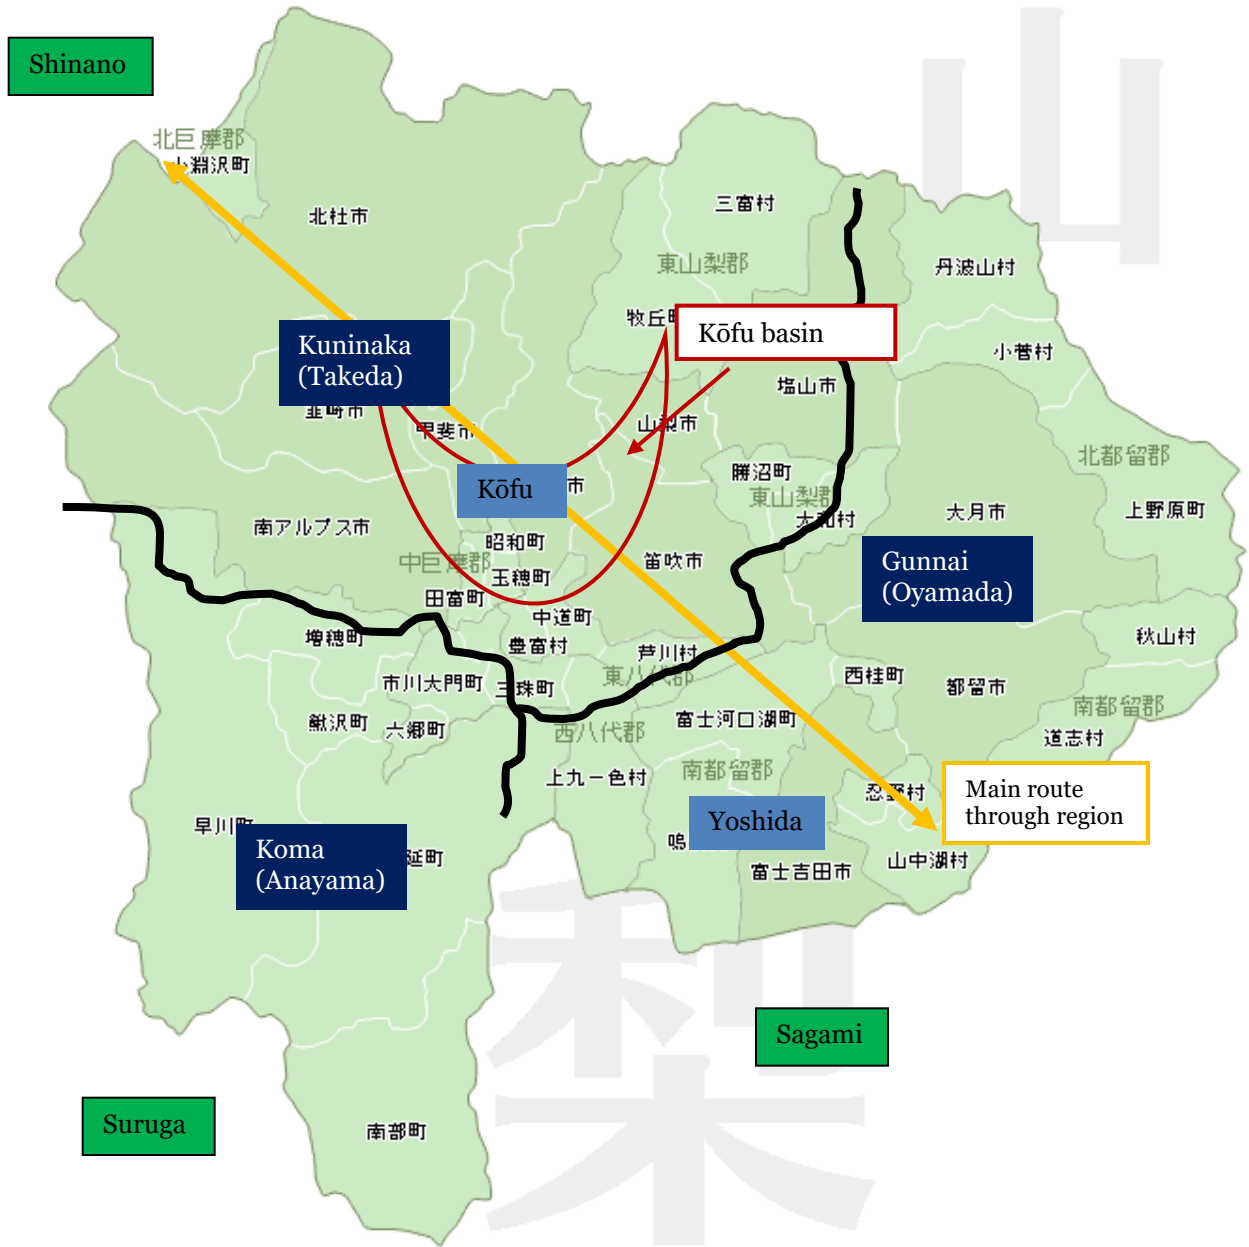 山
梨
Shinano
北巨摩郡
小淵沢町
北杜市
三富村
東山梨郡
丹波山村
牧丘町
Kōfu basin
小菅村
Kuninaka
(Takeda)
塩山市
韮崎市
甲斐市
山梨市
北都留郡
勝沼町
東山梨郡
Kōfu
市
大和村
大月市
上野原町
南アルプス市
昭和町
中巨摩郡
玉穂町
笛吹市
Gunnai
(Oyamada)
田富町
中道町
増穂町
豊富村
芦川村
秋山村
東八代郡
西桂町
市川大門町
三珠町
都留市
南都留郡
鰍沢町
六郷町
西八代郡
富士河口湖町
道志村
上九一色村
南都留郡
忍野村
Main route
through region
早川町
Yoshida
鳴
Koma
(Anayama)
延町
富士吉田市
山中湖村
Sagami
Suruga
南部町